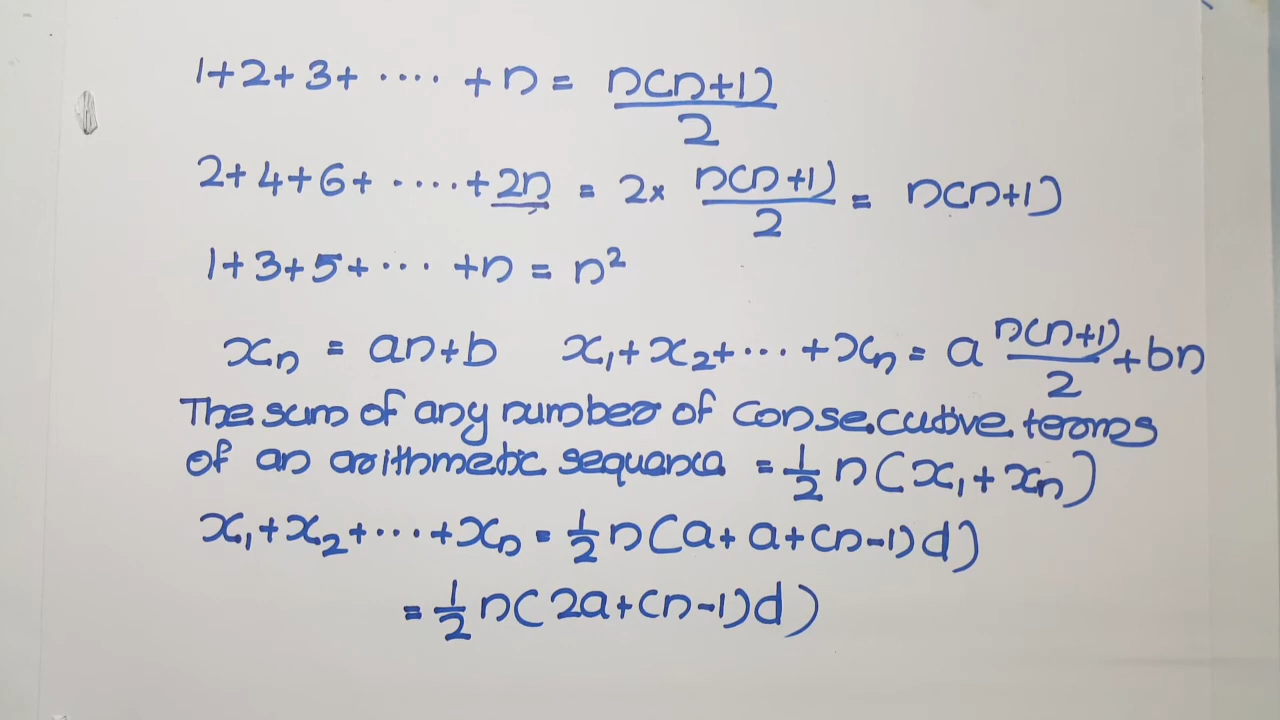 1+2+3+ .... +n = n(n+1)/2
2+4+6+ .... +2n = 2× n(n+1)/2 = n(n+1)
1+3+5+ ... +n = n²
xₙ = an+b x₁+x₂+...+xₙ = a n(n+1)/2 +bn
The sum of any number of consecutive terms
of an arithmetic sequence = ½ n(x₁+xₙ)
x₁+x₂+...+xₙ = ½ n(a+a+(n-1)d)
= ½ n(2a+(n-1)d)